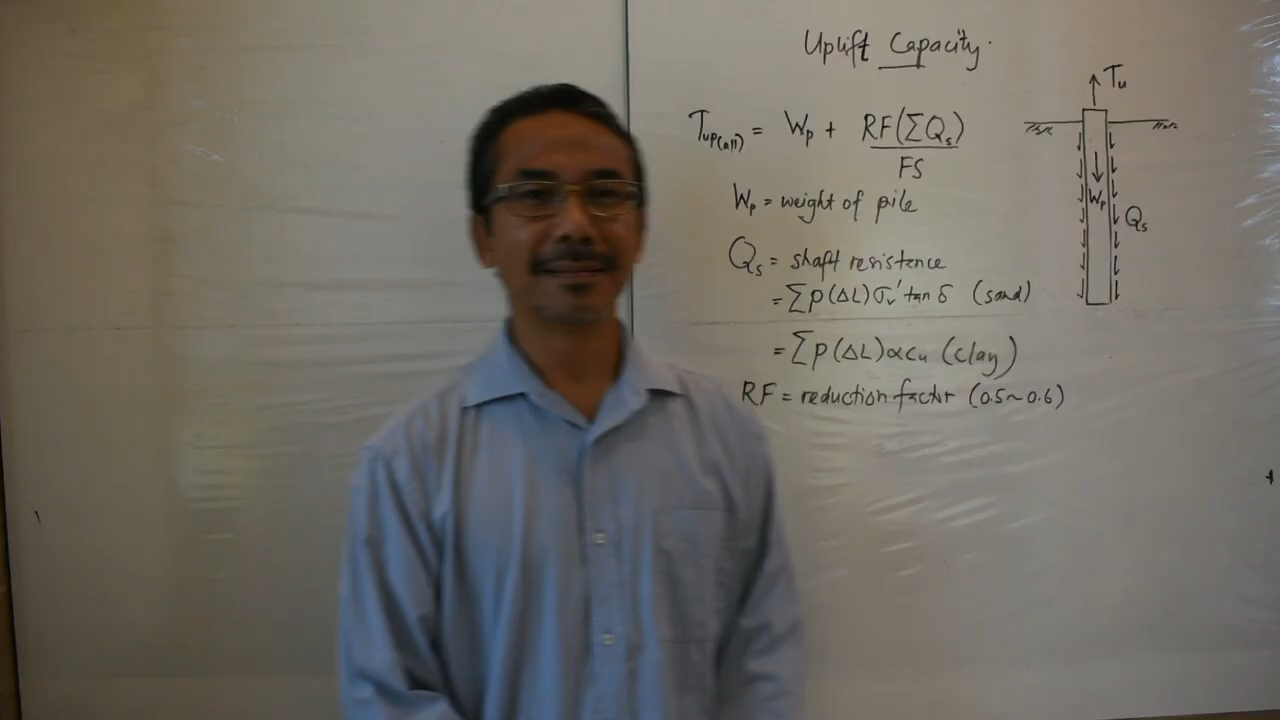 Uplift Capacity.
Tup(all) = Wp + RF(ΣQs)
FS
Wp = weight of pile
Qs = shaft resistence
= Σp(ΔL)σv' tan δ (sand)
= Σp(ΔL)αcu (clay)
RF = reduction factor (0.5~0.6)
Tu
Wp
Qs